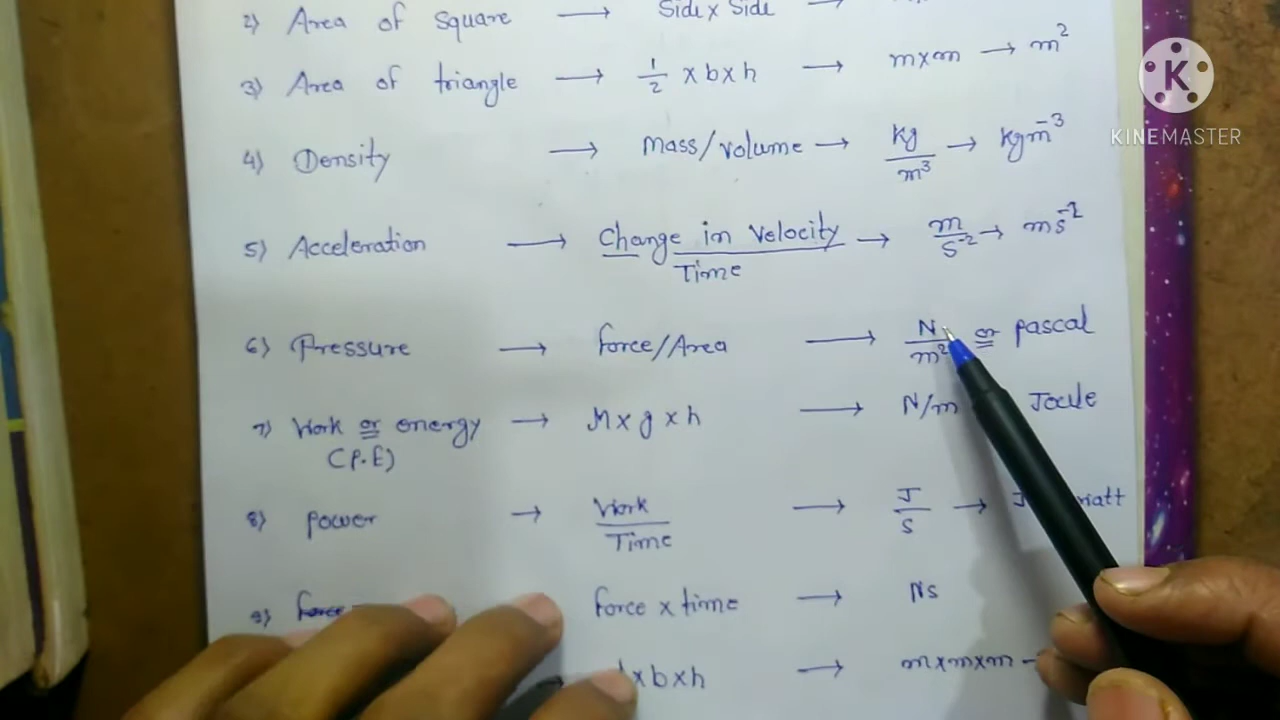 2) Area of square → side x side →
3) Area of triangle → 1/2 x b x h → m x m → m²
K
KINEMASTER
4) Density → Mass/volume → Kg/m³ → Kgm⁻³
5) Acceleration → Change in Velocity/Time → m/s⁻² → ms⁻²
6) Pressure → force/Area → N/m² or pascal
7) Work or energy → M x g x h → N/m Joule
(P.E)
8) power → Work/Time → J/s → J watt
9) force force x time → Ns
x b x h → m x m x m →